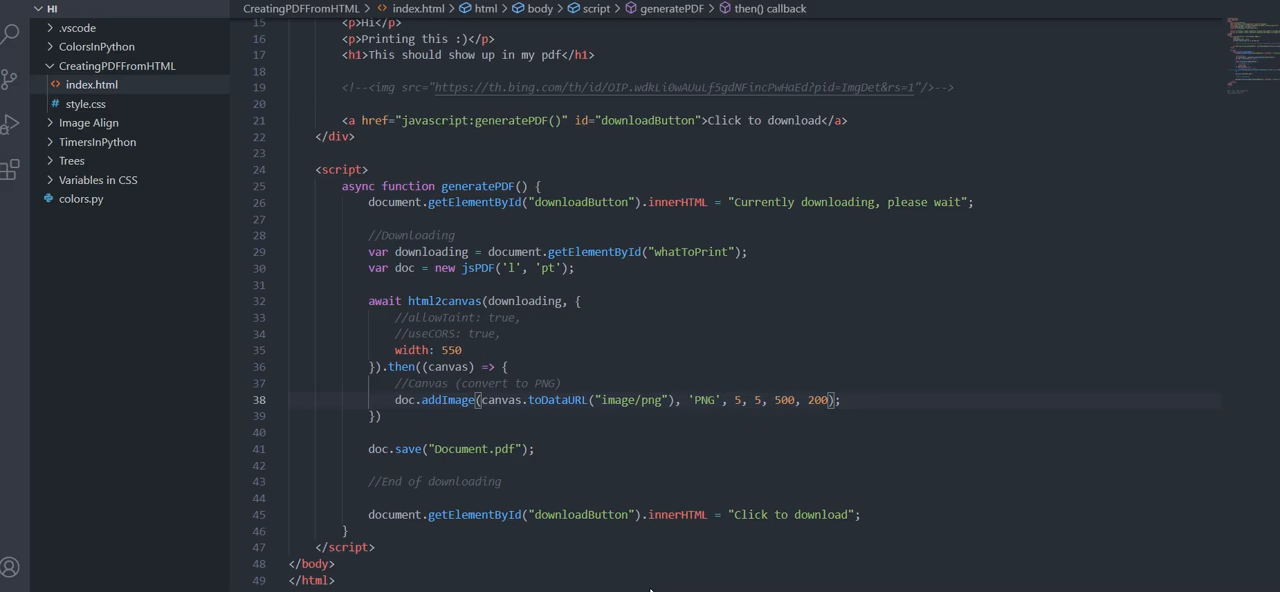 HI
CreatingPDFFromHTML > index.html > html > body > script > generatePDF > then() callback
.vscode
ColorsInPython
CreatingPDFFromHTML
index.html
style.css
Image Align
TimersInPython
Trees
Variables in CSS
colors.py
15 <p>Hi</p>
16 <p>Printing this :)</p>
17 <h1>This should show up in my pdf</h1>
18
19 <!--<img src="https://th.bing.com/th/id/OIP.wdkLi0wAUuLf5gdNFincPwHaEd?pid=ImgDet&rs=1"/>-->
20
21 <a href="javascript:generatePDF()" id="downloadButton">Click to download</a>
22 </div>
23
24 <script>
25 async function generatePDF() {
26 document.getElementById("downloadButton").innerHTML = "Currently downloading, please wait";
27
28 //Downloading
29 var downloading = document.getElementById("whatToPrint");
30 var doc = new jsPDF('l', 'pt');
31
32 await html2canvas(downloading, {
33 //allowTaint: true,
34 //useCORS: true,
35 width: 550
36 }).then((canvas) => {
37 //Canvas (convert to PNG)
38 doc.addImage(canvas.toDataURL("image/png"), 'PNG', 5, 5, 500, 200);
39 })
40
41 doc.save("Document.pdf");
42
43 //End of downloading
44
45 document.getElementById("downloadButton").innerHTML = "Click to download";
46 }
47 </script>
48 </body>
49 </html>